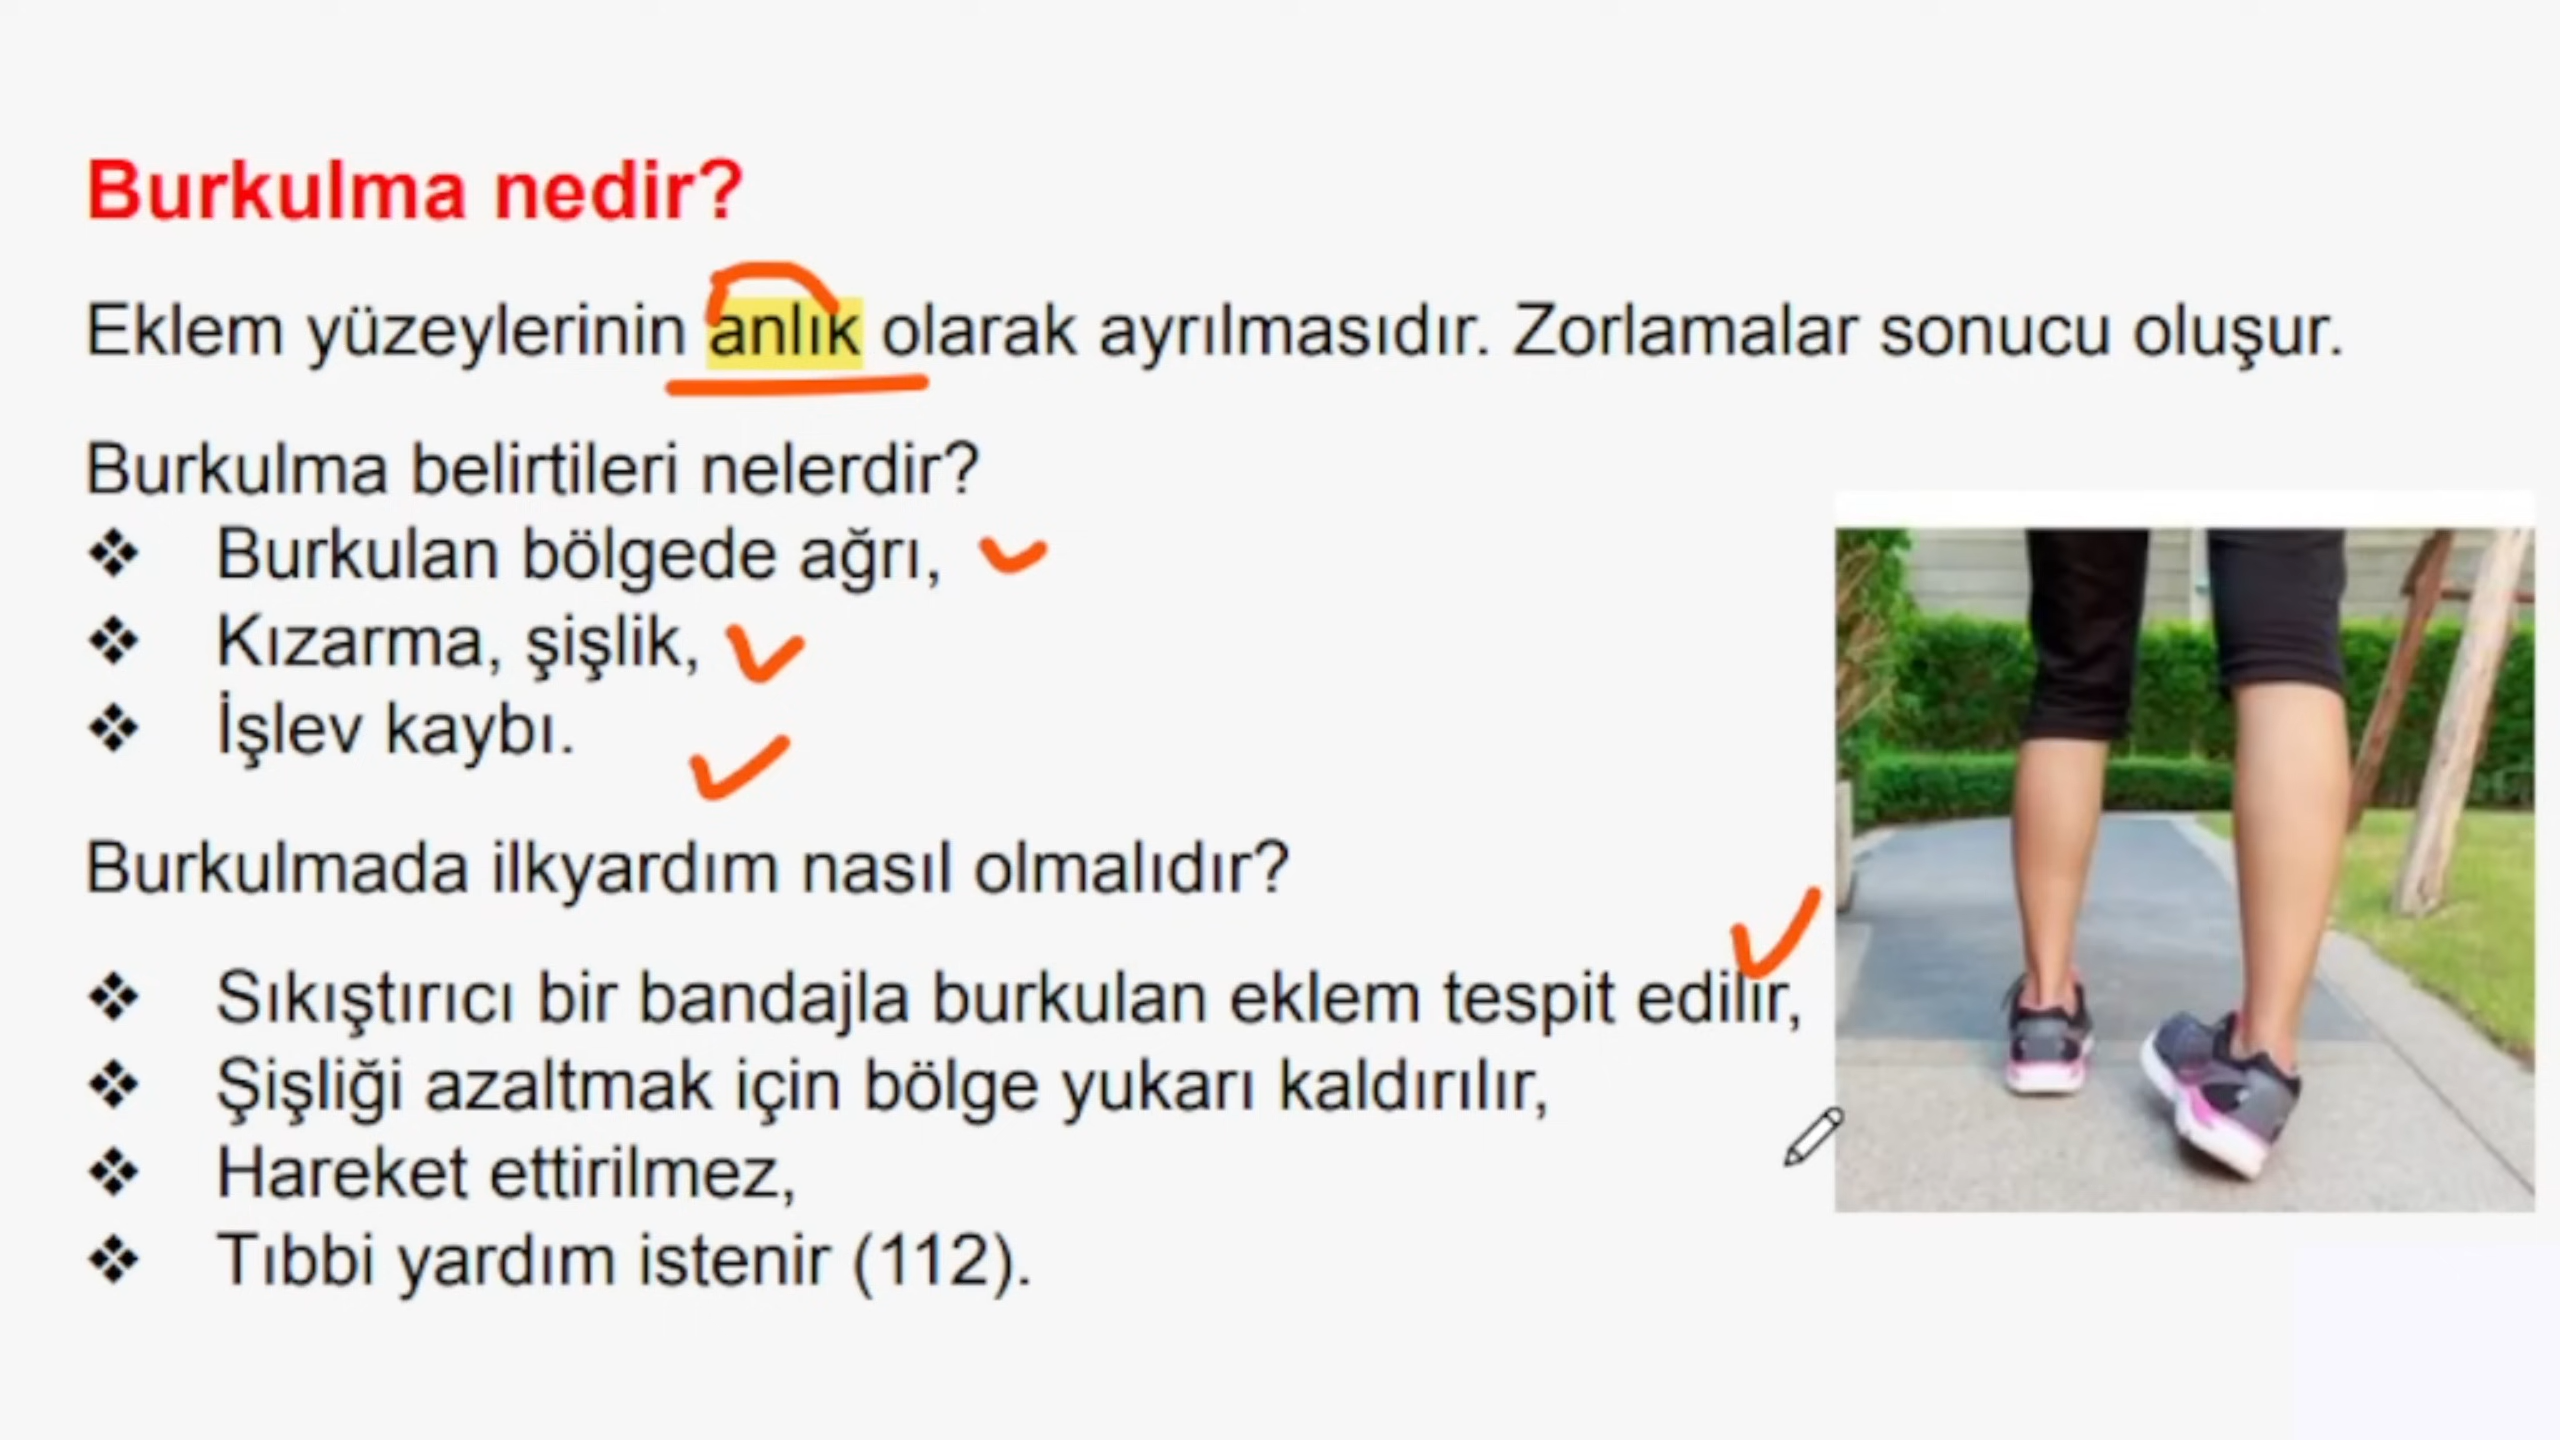 Burkulma nedir?
Eklem yüzeylerinin anlık olarak ayrılmasıdır. Zorlamalar sonucu oluşur.
Burkulma belirtileri nelerdir?
❖ Burkulan bölgede ağrı,
❖ Kızarma, şişlik,
❖ İşlev kaybı.
Burkulmada ilkyardım nasıl olmalıdır?
❖ Sıkıştırıcı bir bandajla burkulan eklem tespit edilir,
❖ Şişliği azaltmak için bölge yukarı kaldırılır,
❖ Hareket ettirilmez,
❖ Tıbbi yardım istenir (112).